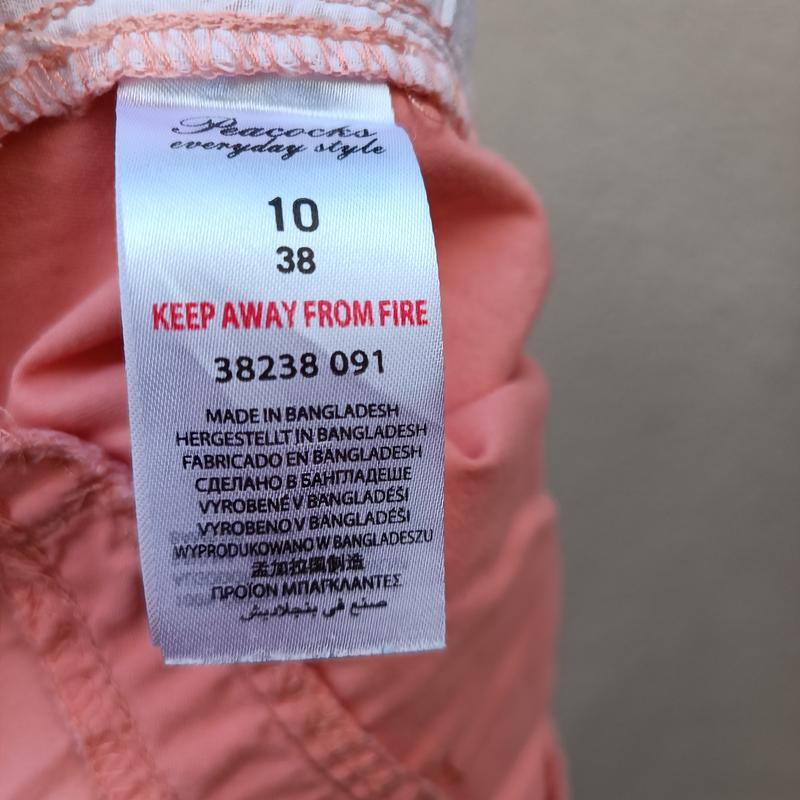 Peacocks
everyday style
10
38
KEEP AWAY FROM FIRE
38238 091
MADE IN BANGLADESH
HERGESTELLT IN BANGLADESH
FABRICADO EN BANGLADESH
СДЕЛАНО В БАНГЛАДЕШЕ
VYROBENÉ V BANGLADÉŠI
VYROBENO V BANGLADÉŠI
WYPRODUKOWANO W BANGLADESZU
孟加拉国制造
ΠΡΟΪΟΝ ΜΠΑΓΚΛΑΝΤΕΣ
صنع في بنجلاديش